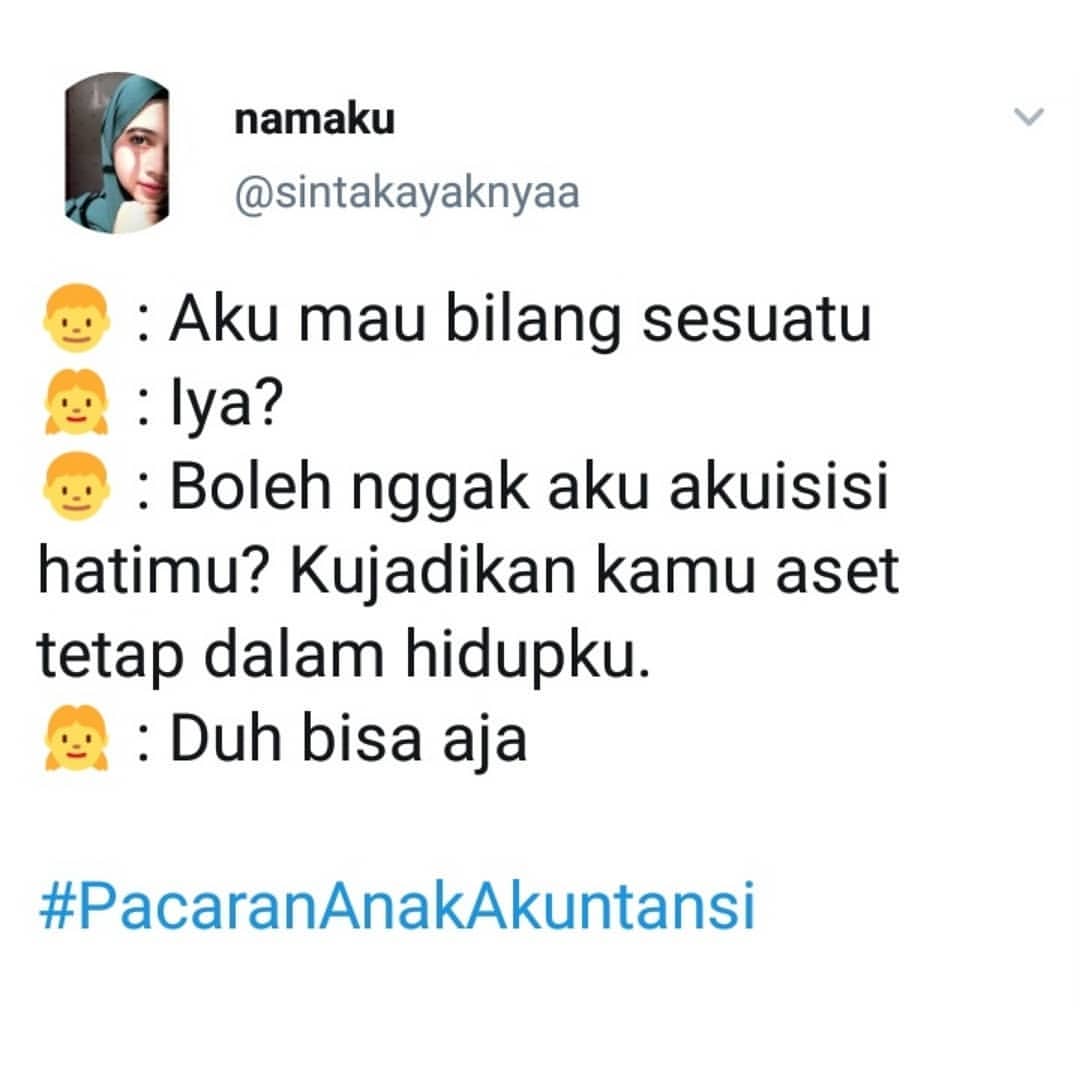 namaku
@sintakayaknyaa
👦 : Aku mau bilang sesuatu
👧 : Iya?
👦 : Boleh nggak aku akuisisi
hatimu? Kujadikan kamu aset
tetap dalam hidupku.
👧 : Duh bisa aja
#PacaranAnakAkuntansi